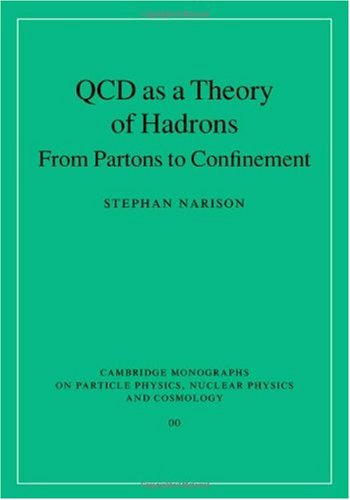 QCD as a Theory
of Hadrons
From Partons to Confinement
STEPHAN NARISON
CAMBRIDGE MONOGRAPHS
ON PARTICLE PHYSICS, NUCLEAR PHYSICS
AND COSMOLOGY
00